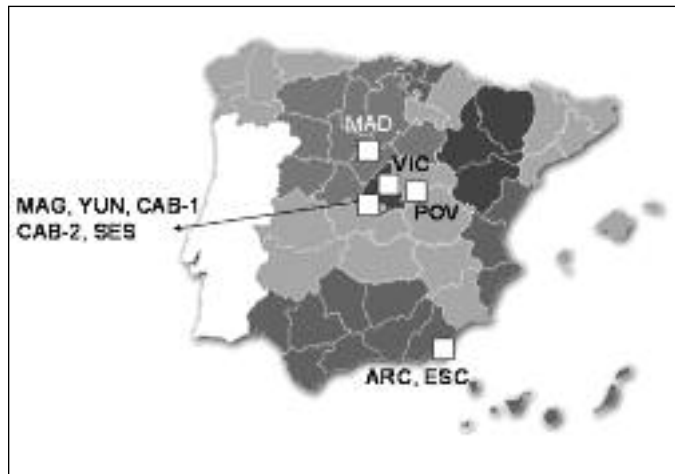 MAD
VIC
MAG, YUN, CAB-1
POV
CAB-2, SES
ARC, ESC